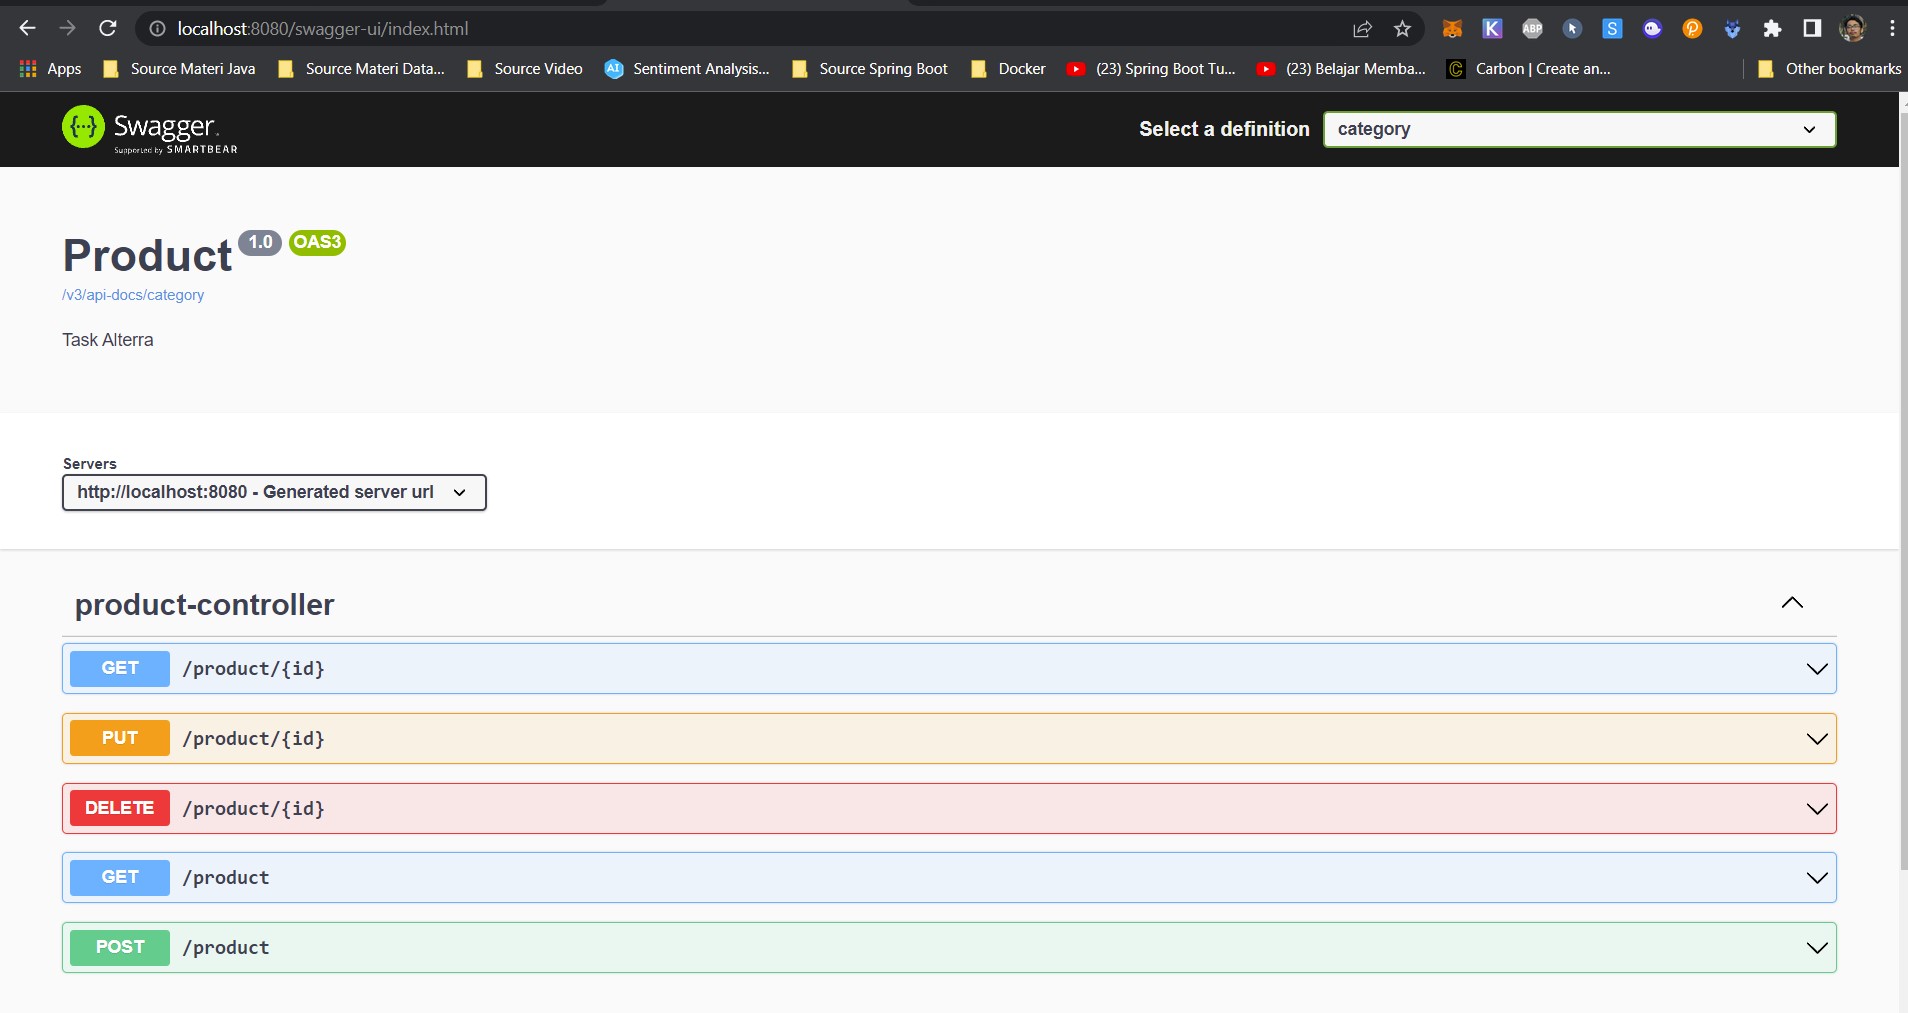 localhost:8080/swagger-ui/index.html
K ABP S
Apps Source Materi Java Source Materi Data... Source Video AI Sentiment Analysis... Source Spring Boot Docker (23) Spring Boot Tu... (23) Belajar Memba... C Carbon | Create an... Other bookmarks
{...} Swagger.
Supported by SMARTBEAR
Select a definition category
Product 1.0 OAS3
/v3/api-docs/category
Task Alterra
Servers
http://localhost:8080 - Generated server url
product-controller
GET /product/{id}
PUT /product/{id}
DELETE /product/{id}
GET /product
POST /product